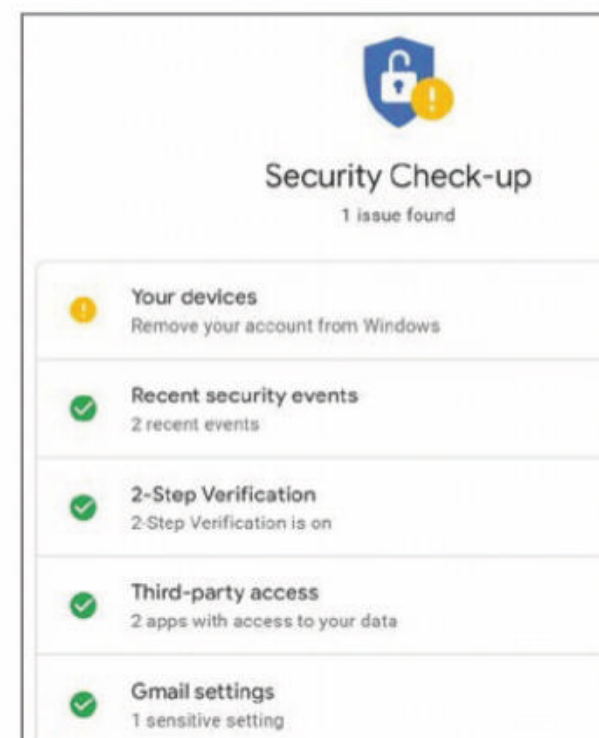 Security Check-up
1 issue found
Your devices
Remove your account from Windows
Recent security events
2 recent events
2-Step Verification
2-Step Verification is on
Third-party access
2 apps with access to your data
Gmail settings
1 sensitive setting